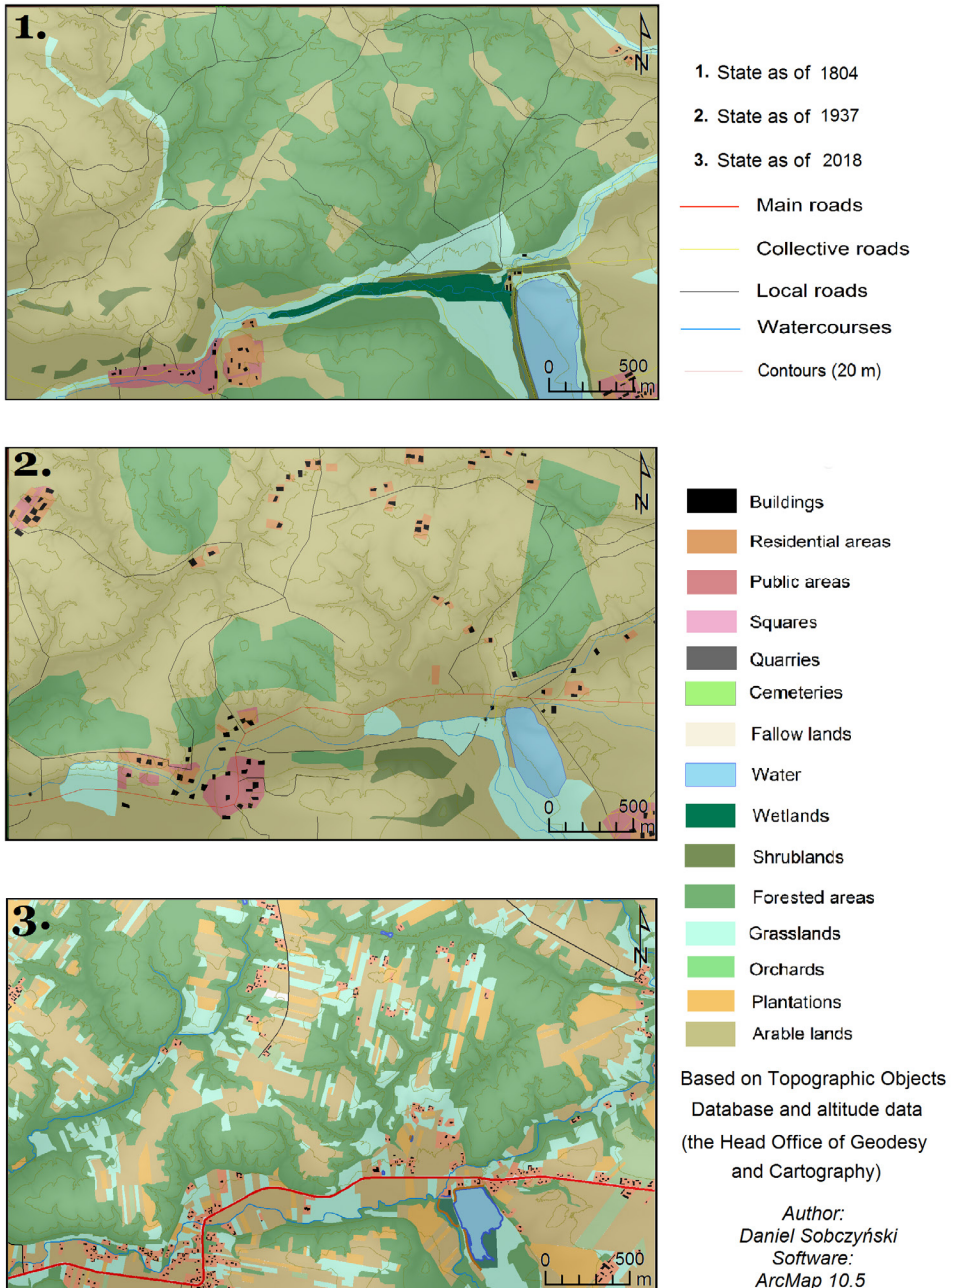 1.
N
0 500
m
1. State as of 1804
2. State as of 1937
3. State as of 2018
Main roads
Collective roads
Local roads
Watercourses
Contours (20 m)
2.
N
0 500
m
Buildings
Residential areas
Public areas
Squares
Quarries
Cemeteries
Fallow lands
Water
Wetlands
Shrublands
Forested areas
Grasslands
Orchards
Plantations
Arable lands
3.
N
0 500
m
Based on Topographic Objects
Database and altitude data
(the Head Office of Geodesy
and Cartography)
Author:
Daniel Sobczyński
Software:
ArcMap 10.5